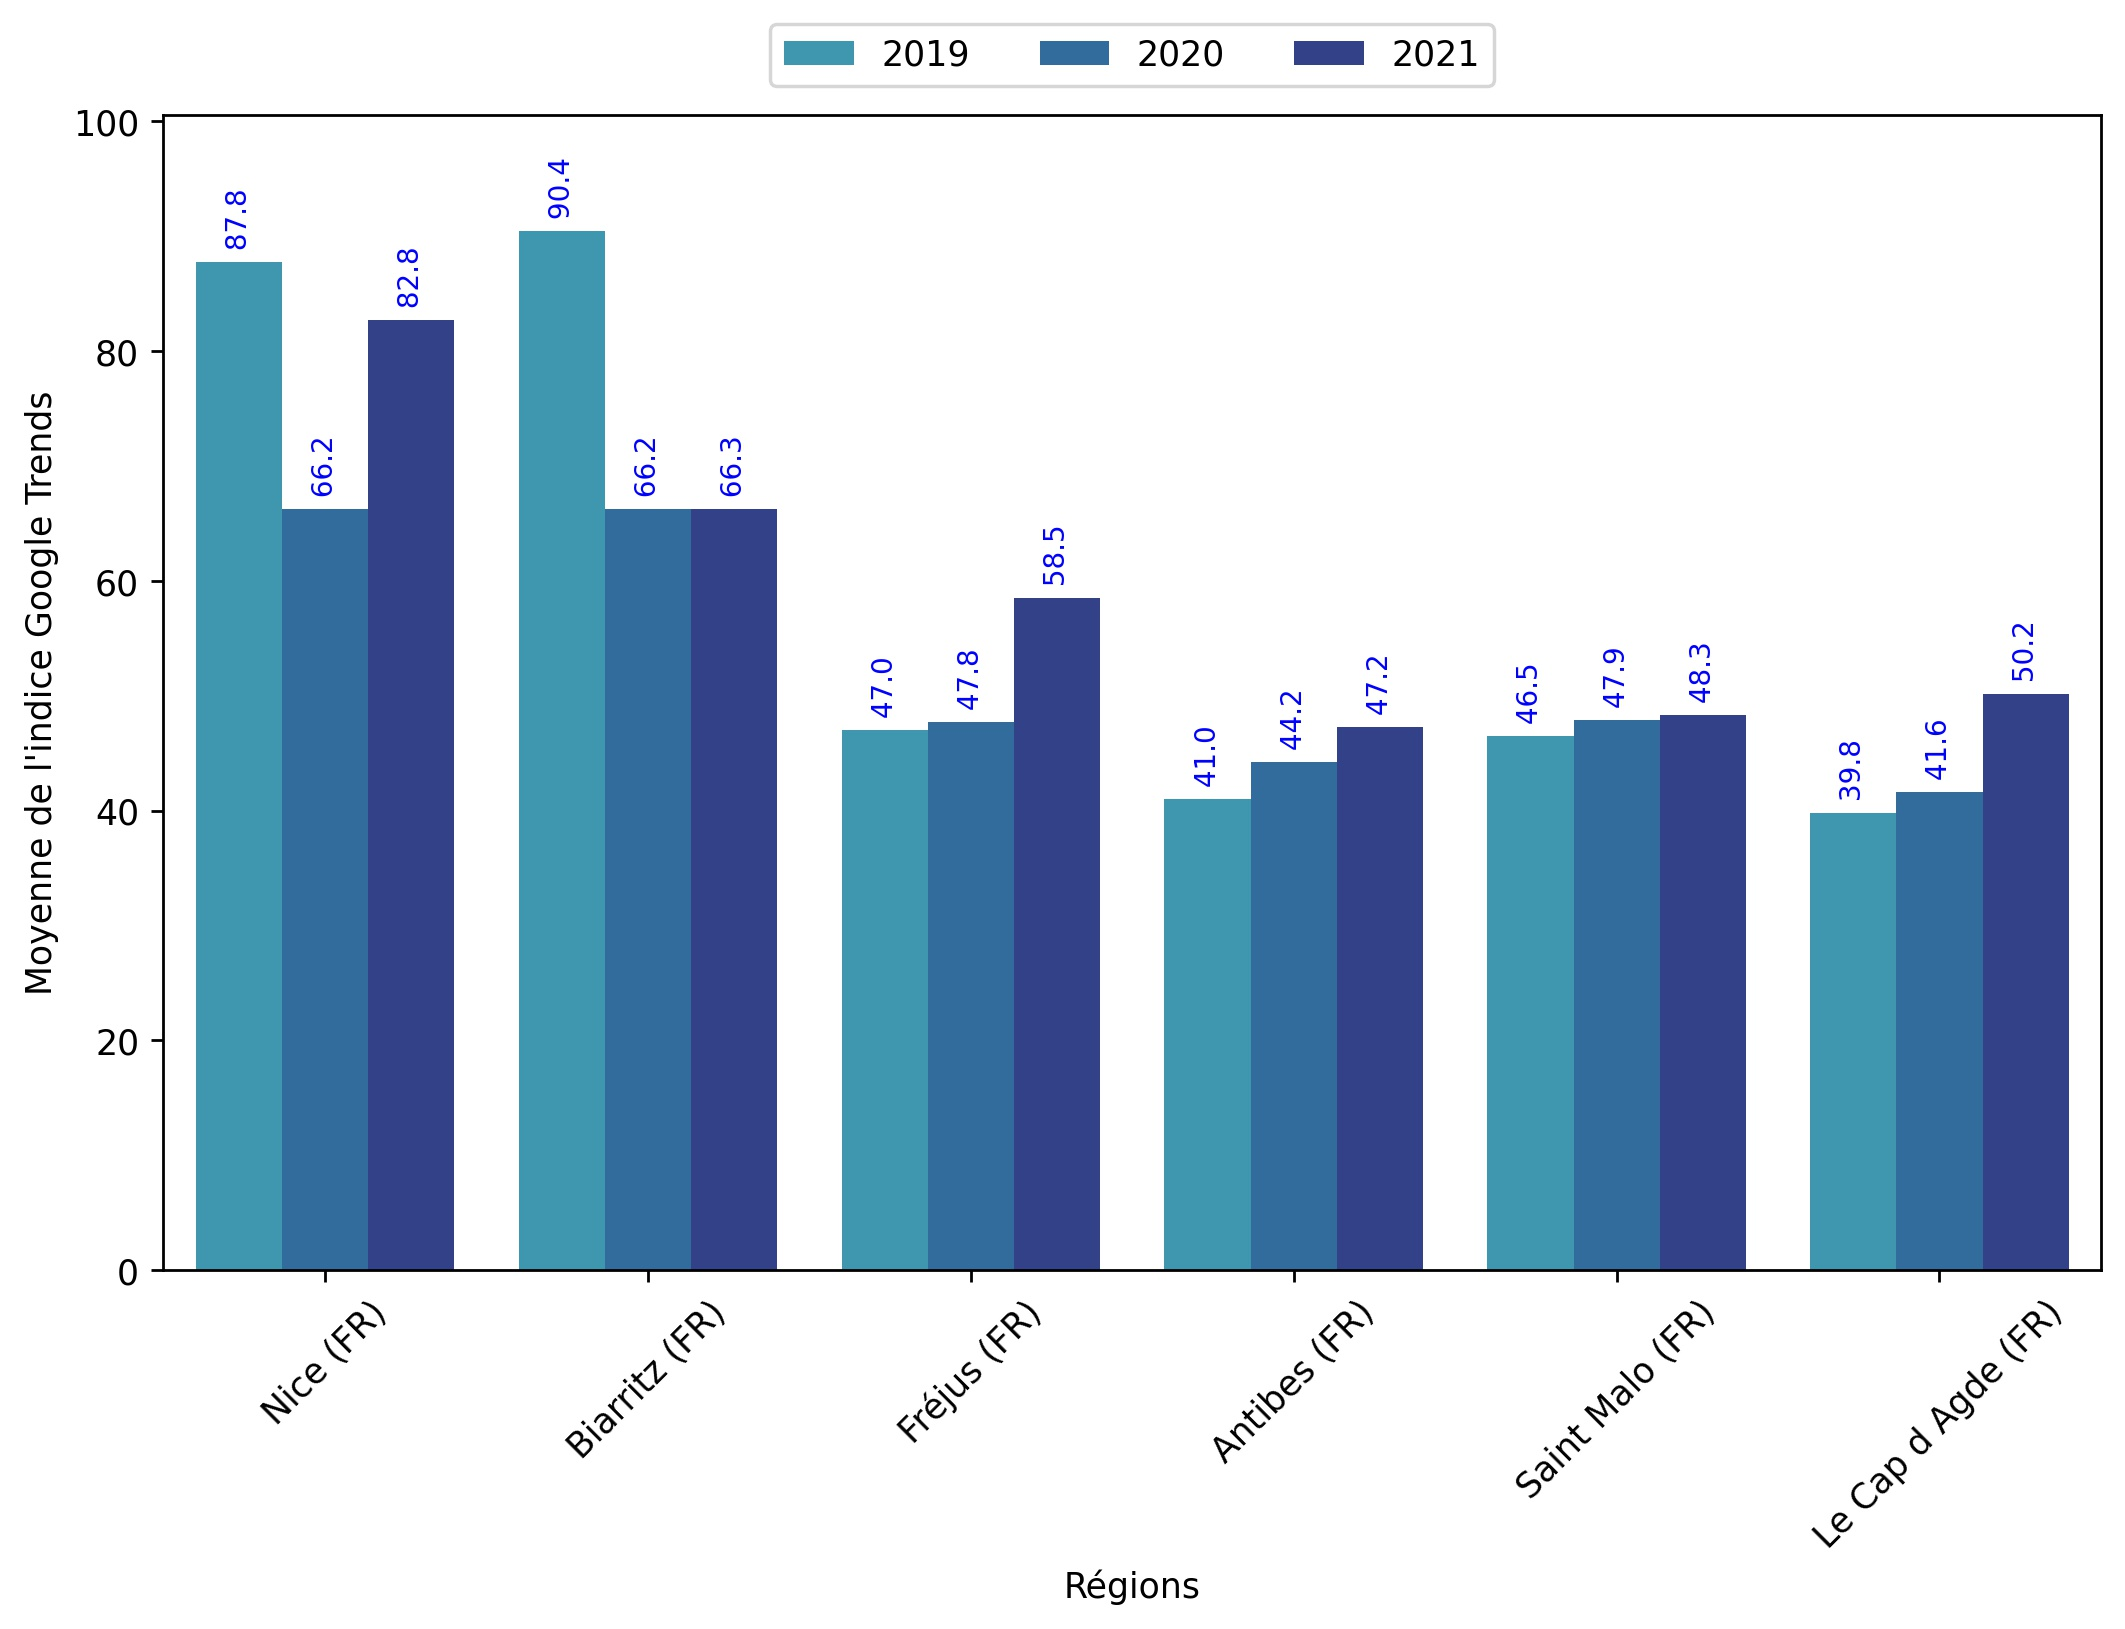 2019 2020 2021
Moyenne de l'indice Google Trends
100
80
60
40
20
0
87.8 66.2 82.8
90.4 66.2 66.3
47.0 47.8 58.5
41.0 44.2 47.2
46.5 47.9 48.3
39.8 41.6 50.2
Nice (FR)
Biarritz (FR)
Fréjus (FR)
Antibes (FR)
Saint Malo (FR)
Le Cap d Agde (FR)
Régions